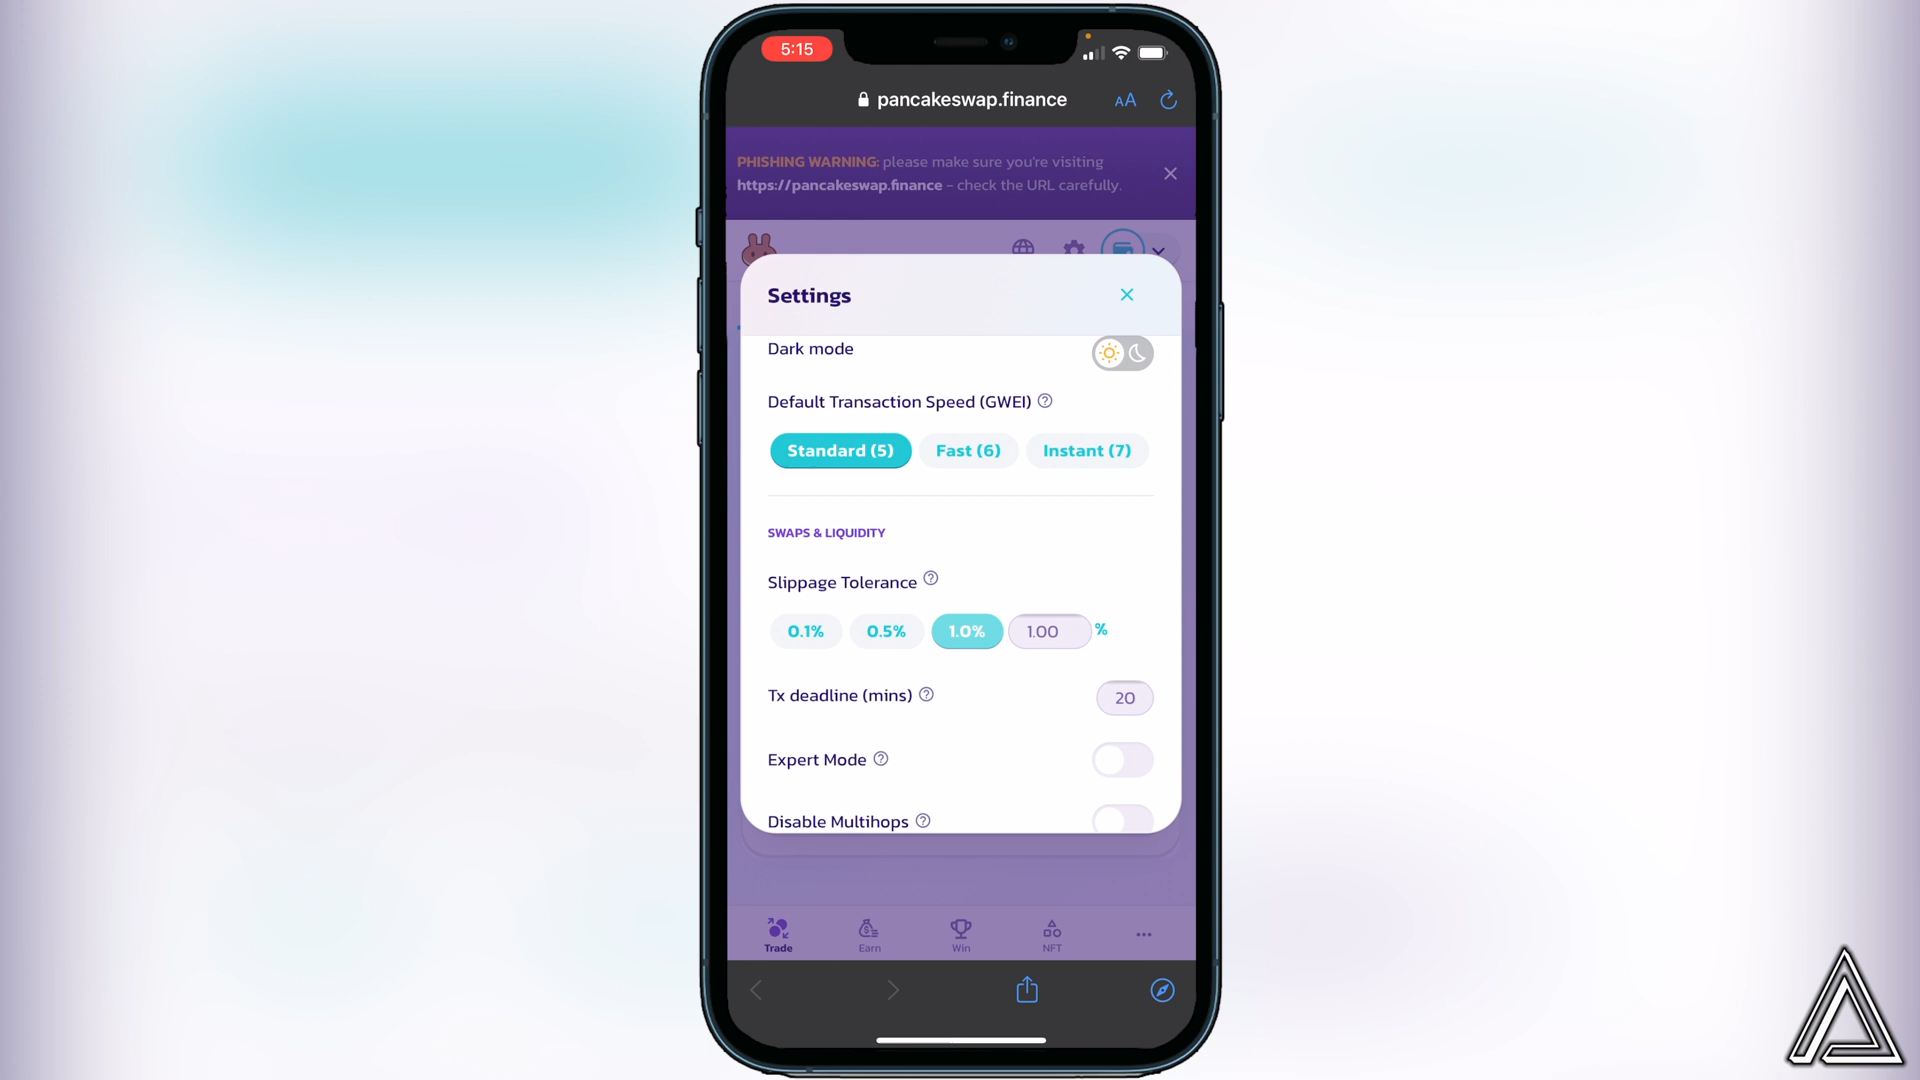 5:15
pancakeswap.finance
AA
PHISHING WARNING: please make sure you're visiting
https://pancakeswap.finance - check the URL carefully.
Settings
Dark mode
Default Transaction Speed (GWEI) ?
Standard (5) Fast (6) Instant (7)
SWAPS & LIQUIDITY
Slippage Tolerance ?
0.1% 0.5% 1.0% 1.00 %
Tx deadline (mins) ? 20
Expert Mode ?
Disable Multihops ?
Trade Earn Win NFT